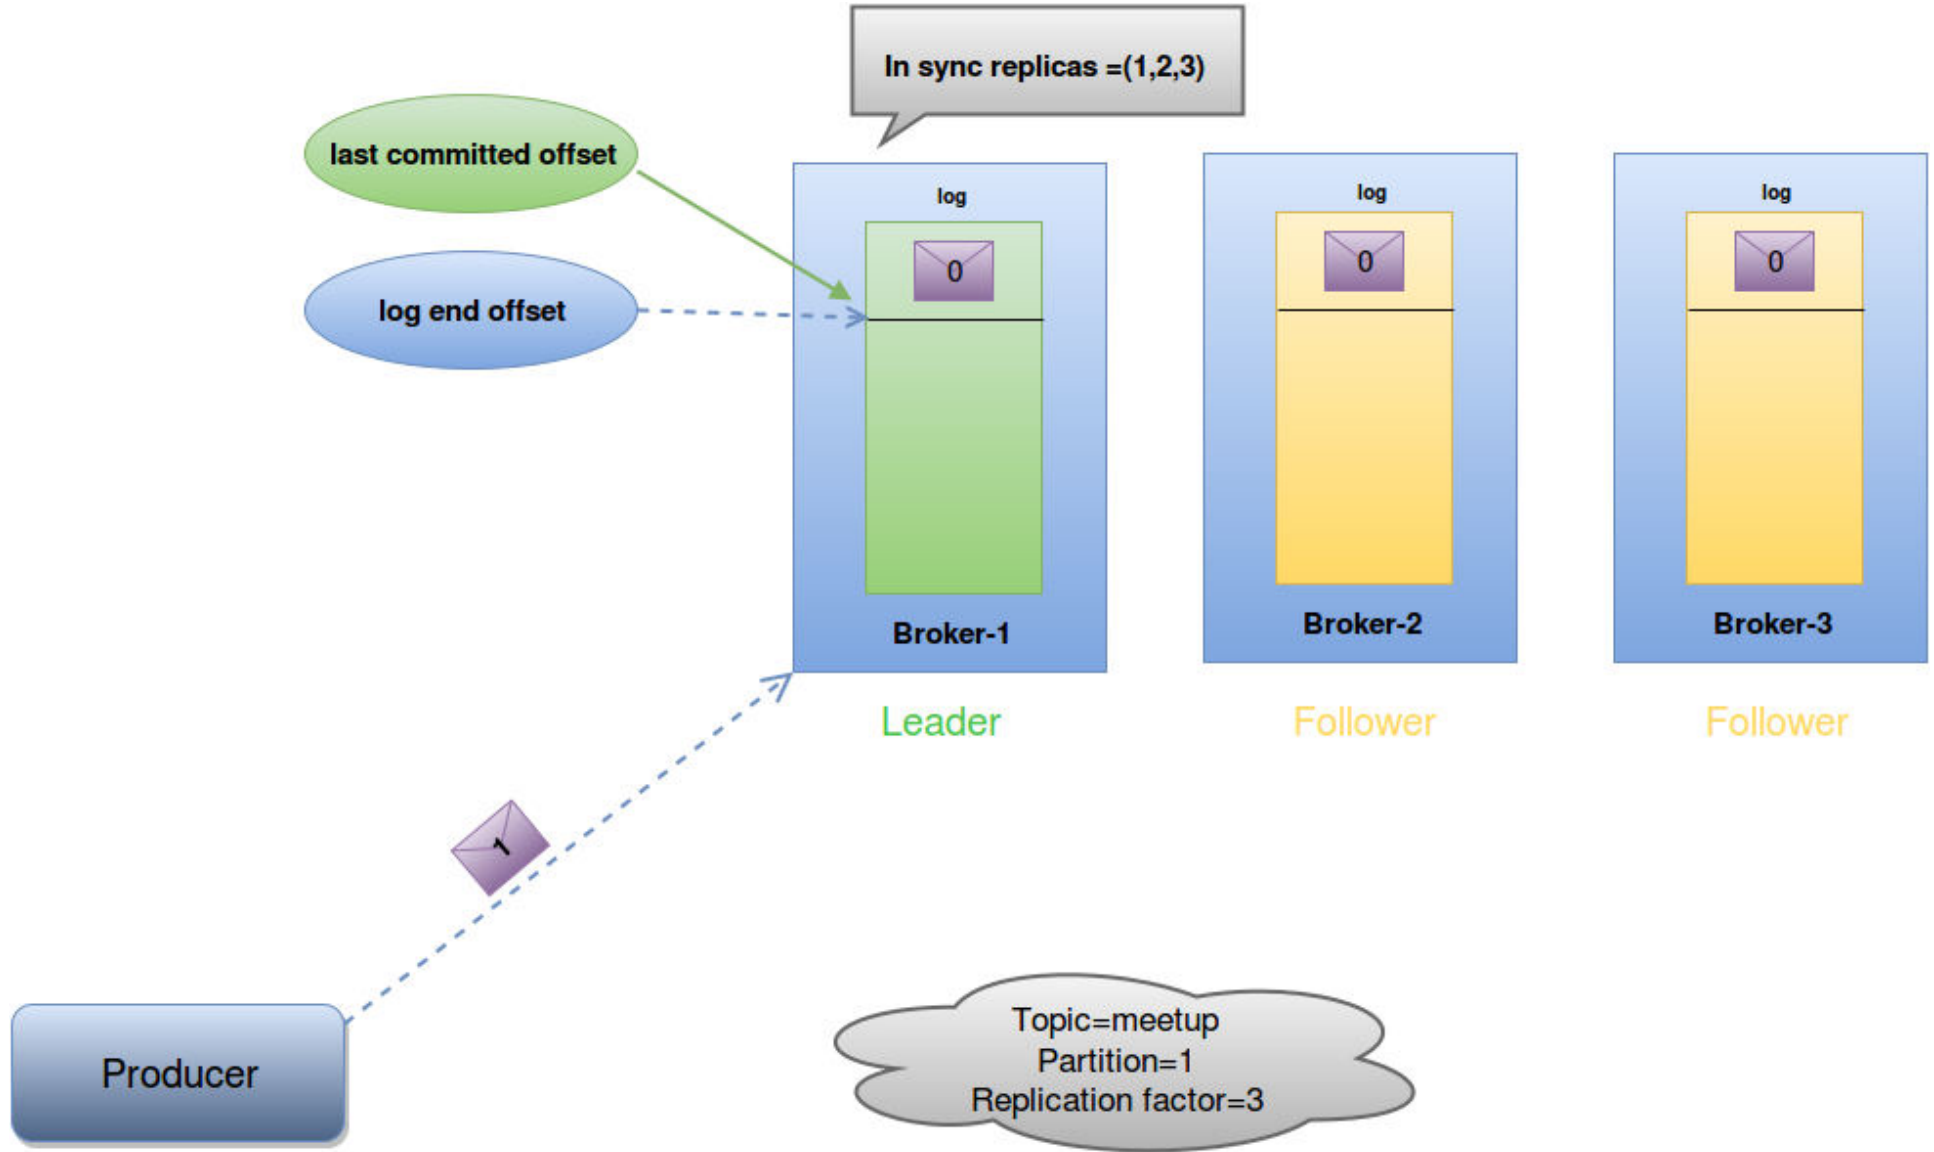 In sync replicas =(1,2,3)
last committed offset
log end offset
log
0
Broker-1
Leader
log
0
Broker-2
Follower
log
0
Broker-3
Follower
1
Producer
Topic=meetup
Partition=1
Replication factor=3